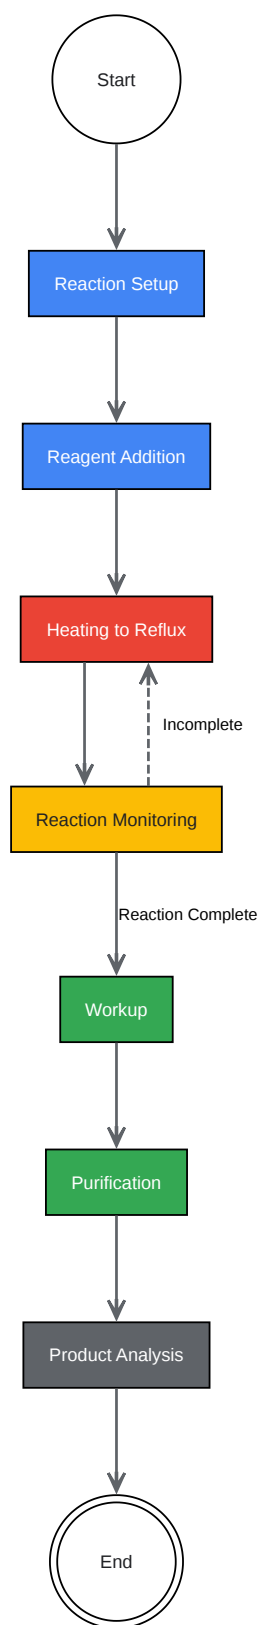 Start
Reaction Setup
Reagent Addition
Heating to Reflux
Incomplete
Reaction Monitoring
Reaction Complete
Workup
Purification
Product Analysis
End